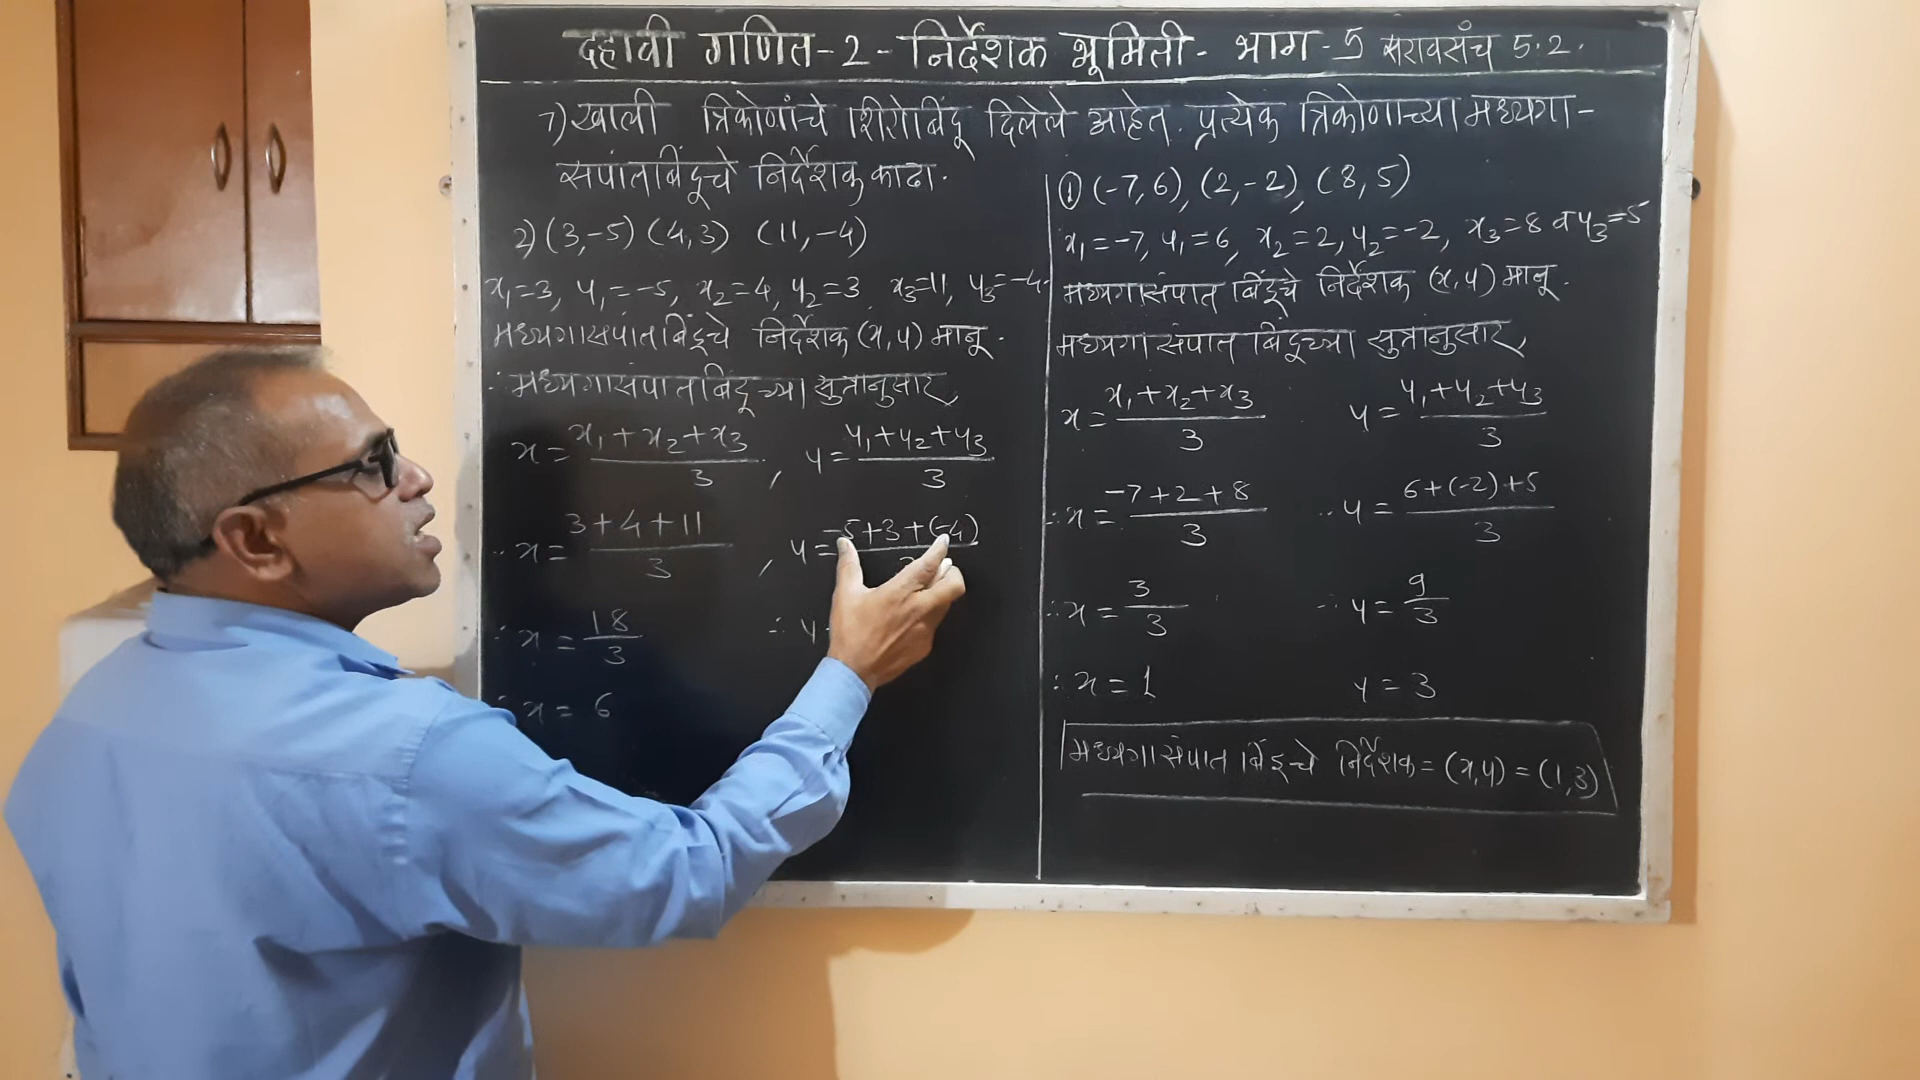 दहावी गणित-2 - निर्देशक भूमिती - भाग - 5 सरावसंच 5.2.
7) खाली त्रिकोणांचे शिरोबिंदू दिलेले आहेत. प्रत्येक त्रिकोणाच्या मध्यगा-
संपातबिंदूचे निर्देशक काढा.
2) (3,-5) (4,3) (11,-4)
x₁=3, y₁=-5, x₂=4, y₂=3, x₃=11, y₃=-4.
मध्यगासंपातबिंदूचे निर्देशक (x,y) मानू.
∴ मध्यगासंपातबिंदूच्या सुत्रानुसार,
x = (x₁+x₂+x₃)/3 , y = (y₁+y₂+y₃)/3
∴ x = (3+4+11)/3 , y = (-5+3+(-4))/3
∴ x = 18/3 ∴ y
∴ x = 6
① (-7,6), (2,-2), (8,5)
x₁=-7, y₁=6, x₂=2, y₂=-2, x₃=8 व y₃=5
मध्यगासंपात बिंदूचे निर्देशक (x,y) मानू.
मध्यगासंपात बिंदूच्या सुत्रानुसार,
x = (x₁+x₂+x₃)/3 y = (y₁+y₂+y₃)/3
∴ x = (-7+2+8)/3 ∴ y = (6+(-2)+5)/3
∴ x = 3/3 ∴ y = 9/3
∴ x = 1 y = 3
मध्यगासंपात बिंदूचे निर्देशक = (x,y) = (1,3)